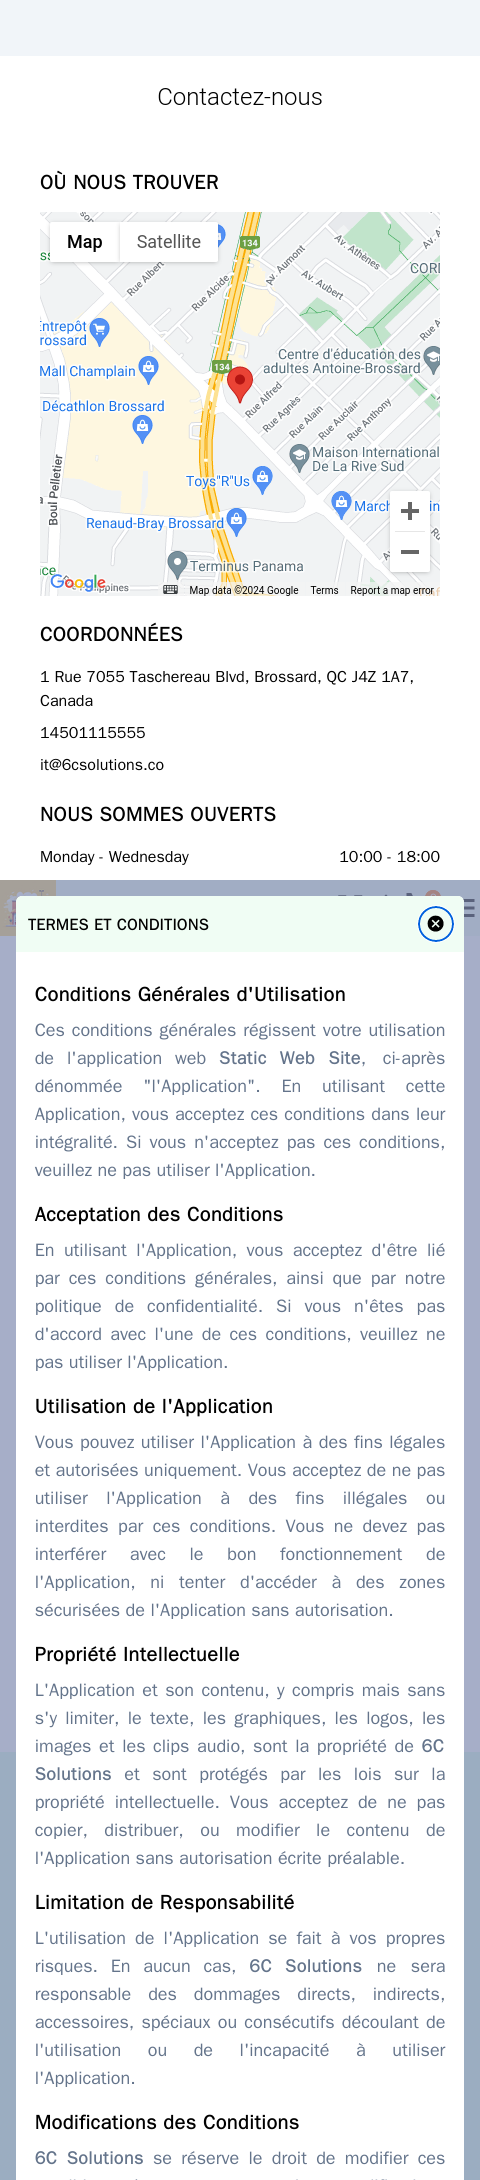 Contactez-nous
OÙ NOUS TROUVER
Map
Satellite
134
Av. Athènes
Rue Albert
Rue Alcide
Av. Aumont
Av. Aubert
COR
Entrepôt
rossard
Centre d'éducation des
adultes Antoine-Brossard
134
Mall Champlain
Rue Alfred
Rue Agnès
Rue Alain
Rue Auclair
Rue Anthony
Décathlon Brossard
Maison International
De La Rive Sud
Boul Pelletier
Toys"R"Us
Renaud-Bray Brossard
Terminus Panama
Google
Map data ©2024 Google
Terms
Report a map error
COORDONNÉES
1 Rue 7055 Taschereau Blvd, Brossard, QC J4Z 1A7,
Canada
14501115555
it@6csolutions.co
NOUS SOMMES OUVERTS
Monday - Wednesday 10:00 - 18:00
TERMES ET CONDITIONS
Conditions Générales d'Utilisation
Ces conditions générales régissent votre utilisation
de l'application web Static Web Site, ci-après
dénommée "l'Application". En utilisant cette
Application, vous acceptez ces conditions dans leur
intégralité. Si vous n'acceptez pas ces conditions,
veuillez ne pas utiliser l'Application.
Acceptation des Conditions
En utilisant l'Application, vous acceptez d'être lié
par ces conditions générales, ainsi que par notre
politique de confidentialité. Si vous n'êtes pas
d'accord avec l'une de ces conditions, veuillez ne
pas utiliser l'Application.
Utilisation de l'Application
Vous pouvez utiliser l'Application à des fins légales
et autorisées uniquement. Vous acceptez de ne pas
utiliser l'Application à des fins illégales ou
interdites par ces conditions. Vous ne devez pas
interférer avec le bon fonctionnement de
l'Application, ni tenter d'accéder à des zones
sécurisées de l'Application sans autorisation.
Propriété Intellectuelle
L'Application et son contenu, y compris mais sans
s'y limiter, le texte, les graphiques, les logos, les
images et les clips audio, sont la propriété de 6C
Solutions et sont protégés par les lois sur la
propriété intellectuelle. Vous acceptez de ne pas
copier, distribuer, ou modifier le contenu de
l'Application sans autorisation écrite préalable.
Limitation de Responsabilité
L'utilisation de l'Application se fait à vos propres
risques. En aucun cas, 6C Solutions ne sera
responsable des dommages directs, indirects,
accessoires, spéciaux ou consécutifs découlant de
l'utilisation ou de l'incapacité à utiliser
l'Application.
Modifications des Conditions
6C Solutions se réserve le droit de modifier ces